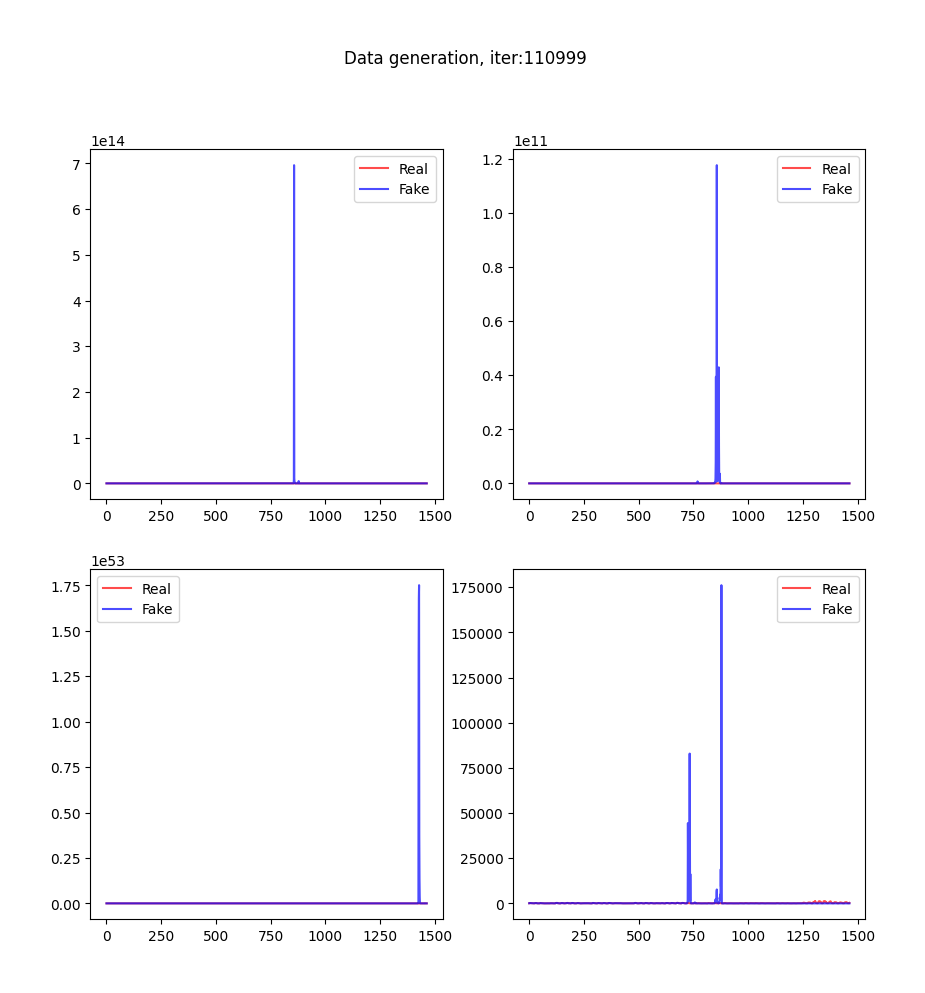 Data generation, iter:110999
1e14
7
6
5
4
3
2
1
0
0 250 500 750 1000 1250 1500
Real
Fake
1e11
1.2
1.0
0.8
0.6
0.4
0.2
0.0
0 250 500 750 1000 1250 1500
Real
Fake
1e53
1.75
1.50
1.25
1.00
0.75
0.50
0.25
0.00
0 250 500 750 1000 1250 1500
Real
Fake
175000
150000
125000
100000
75000
50000
25000
0
0 250 500 750 1000 1250 1500
Real
Fake